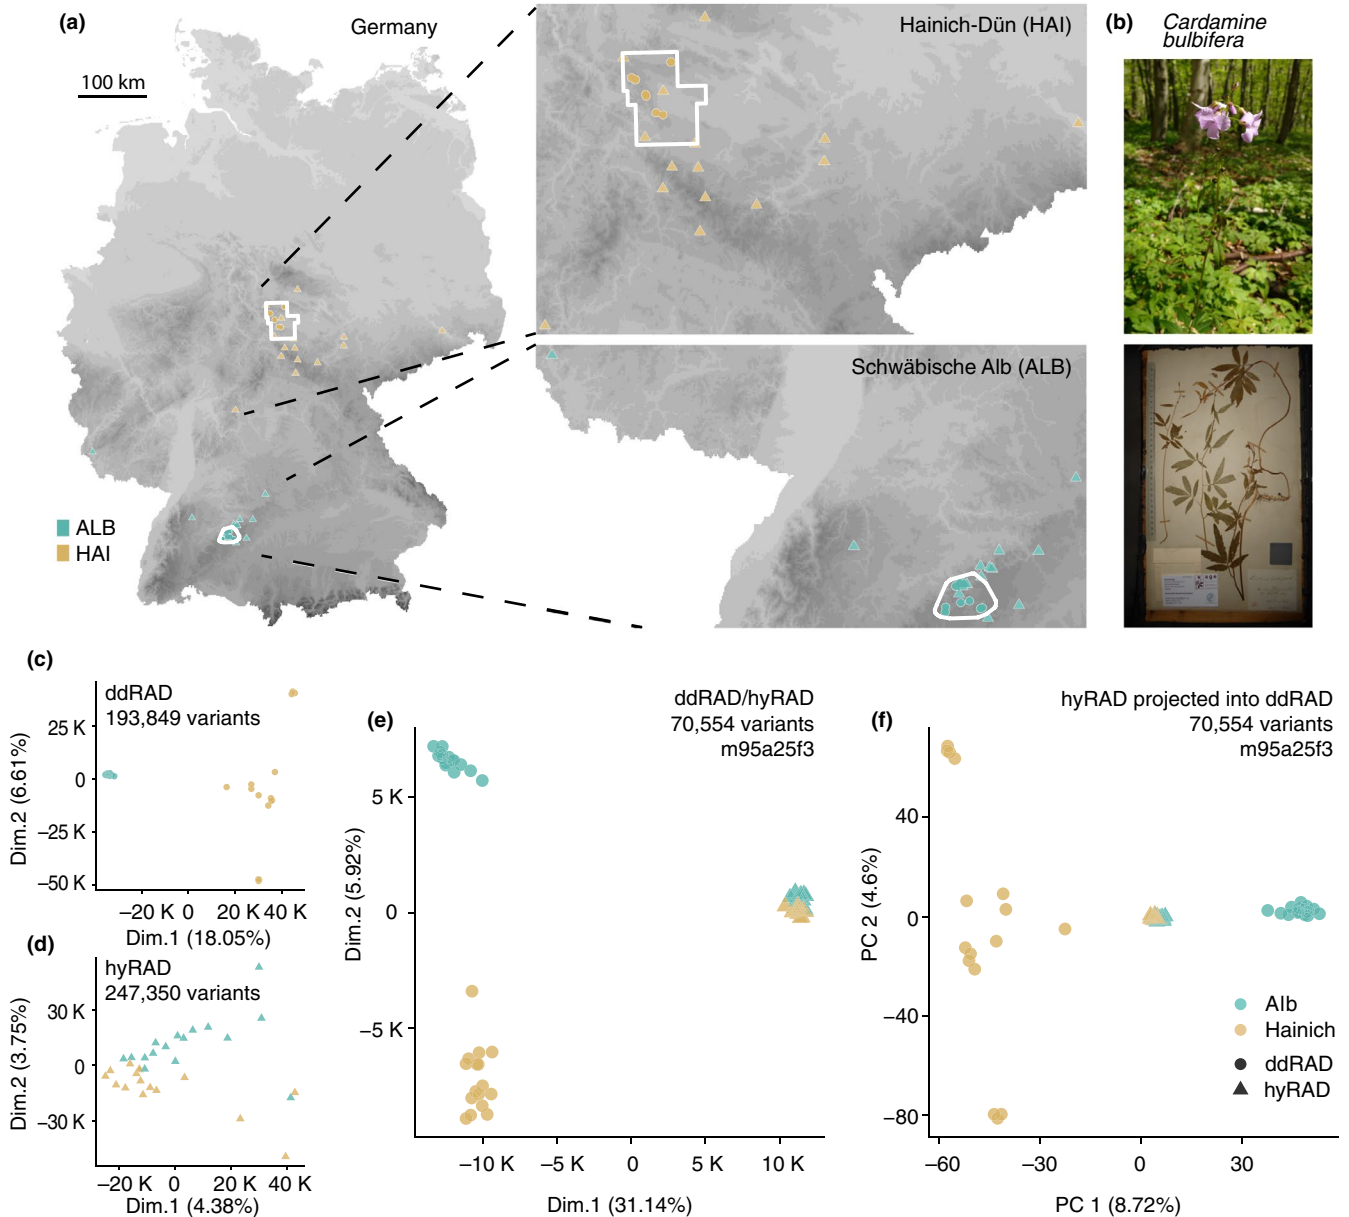 (a)
Germany
100 km
ALB
HAI
Hainich-Dün (HAI)
Schwäbische Alb (ALB)
(b)
Cardamine
bulbifera
(c)
ddRAD
193,849 variants
25 K
0
−25 K
−50 K
Dim.2 (6.61%)
−20 K 0 20 K 40 K
Dim.1 (18.05%)
(d)
hyRAD
247,350 variants
30 K
0
−30 K
Dim.2 (3.75%)
−20 K 0 20 K 40 K
Dim.1 (4.38%)
(e)
ddRAD/hyRAD
70,554 variants
m95a25f3
5 K
0
−5 K
Dim.2 (5.92%)
−10 K −5 K 0 5 K 10 K
Dim.1 (31.14%)
(f)
hyRAD projected into ddRAD
70,554 variants
m95a25f3
40
0
−40
−80
PC 2 (4.6%)
−60 −30 0 30
PC 1 (8.72%)
Alb
Hainich
ddRAD
hyRAD